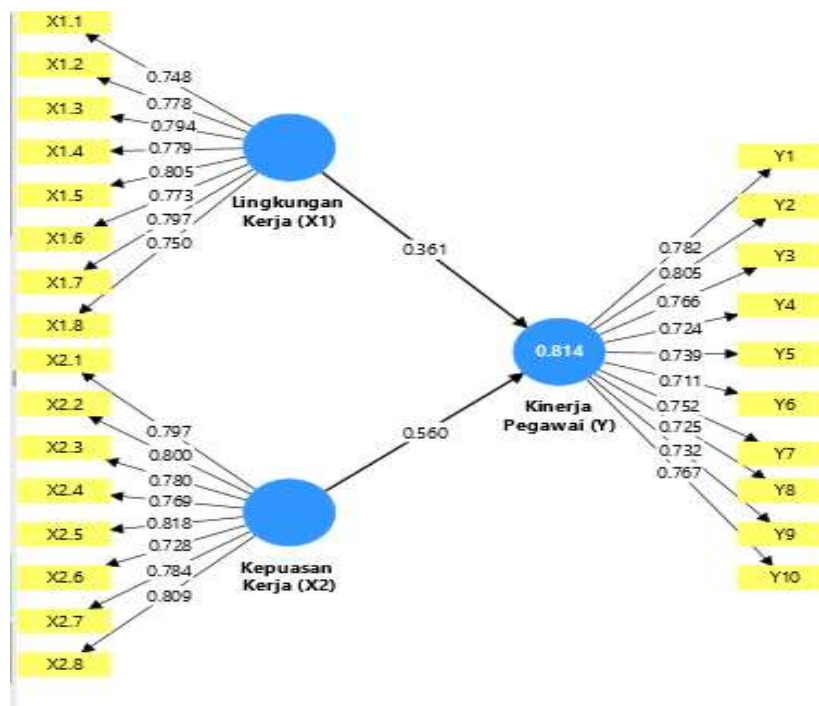 X1.1
X1.2
X1.3
X1.4
X1.5
X1.6
X1.7
X1.8
0.748
0.778
0.794
0.779
0.805
0.773
0.797
0.750
Lingkungan
Kerja (X1)
0.361
X2.1
X2.2
X2.3
X2.4
X2.5
X2.6
X2.7
X2.8
0.797
0.800
0.780
0.769
0.818
0.728
0.784
0.809
Kepuasan
Kerja (X2)
0.560
0.814
Kinerja
Pegawai (Y)
0.782
0.805
0.766
0.724
0.739
0.711
0.752
0.725
0.732
0.767
Y1
Y2
Y3
Y4
Y5
Y6
Y7
Y8
Y9
Y10